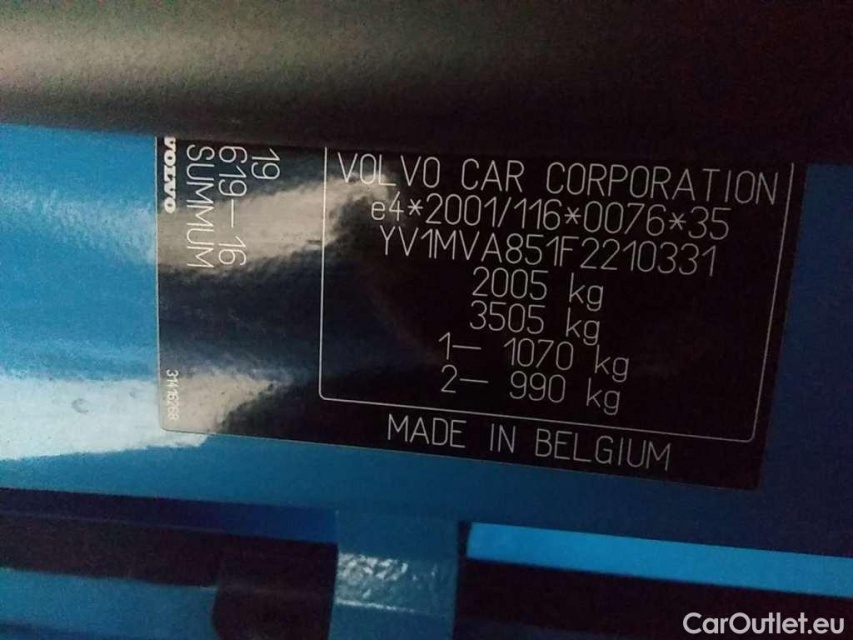 VOLVO
SUMMUM
619–16
19
VOLVO CAR CORPORATION
e4*2001/116*0076*35
YV1MVA851F2210331
2005 kg
3505 kg
1– 1070 kg
2– 990 kg
MADE IN BELGIUM
CarOutlet.eu